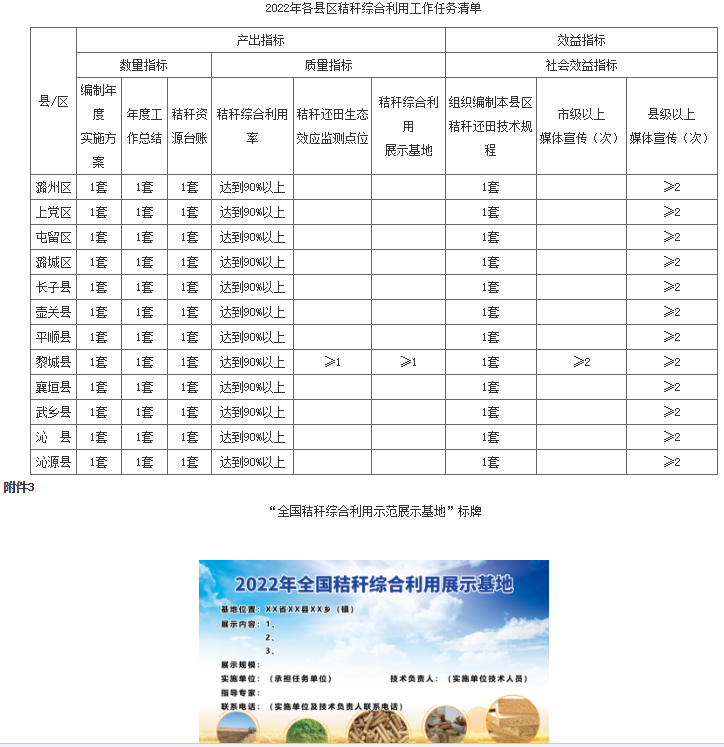 2022年各县区秸秆综合利用工作任务清单
县/区 产出指标 效益指标
数量指标 质量指标 社会效益指标
编制年度实施方案 年度工作总结 秸秆资源台账 秸秆综合利用率 秸秆还田生态效应监测点位 秸秆综合利用展示基地 组织编制本县区秸秆还田技术规程 市级以上媒体宣传（次） 县级以上媒体宣传（次）
潞州区 1套 1套 1套 达到90%以上 1套 ≥2
上党区 1套 1套 1套 达到90%以上 1套 ≥2
屯留区 1套 1套 1套 达到90%以上 1套 ≥2
潞城区 1套 1套 1套 达到90%以上 1套 ≥2
长子县 1套 1套 1套 达到90%以上 1套 ≥2
壶关县 1套 1套 1套 达到90%以上 1套 ≥2
平顺县 1套 1套 1套 达到90%以上 1套 ≥2
黎城县 1套 1套 1套 达到90%以上 ≥1 ≥1 1套 ≥2 ≥2
襄垣县 1套 1套 1套 达到90%以上 1套 ≥2
武乡县 1套 1套 1套 达到90%以上 1套 ≥2
沁 县 1套 1套 1套 达到90%以上 1套 ≥2
沁源县 1套 1套 1套 达到90%以上 1套 ≥2
附件3
“全国秸秆综合利用示范展示基地”标牌
2022年全国秸秆综合利用展示基地
基地位置：XX省XX县XX乡（镇）
展示内容：1、
2、
3、
展示规模：
实施单位：（承担任务单位） 技术负责人：（实施单位技术人员）
指导专家：
联系电话：（实施单位及技术负责人联系电话）